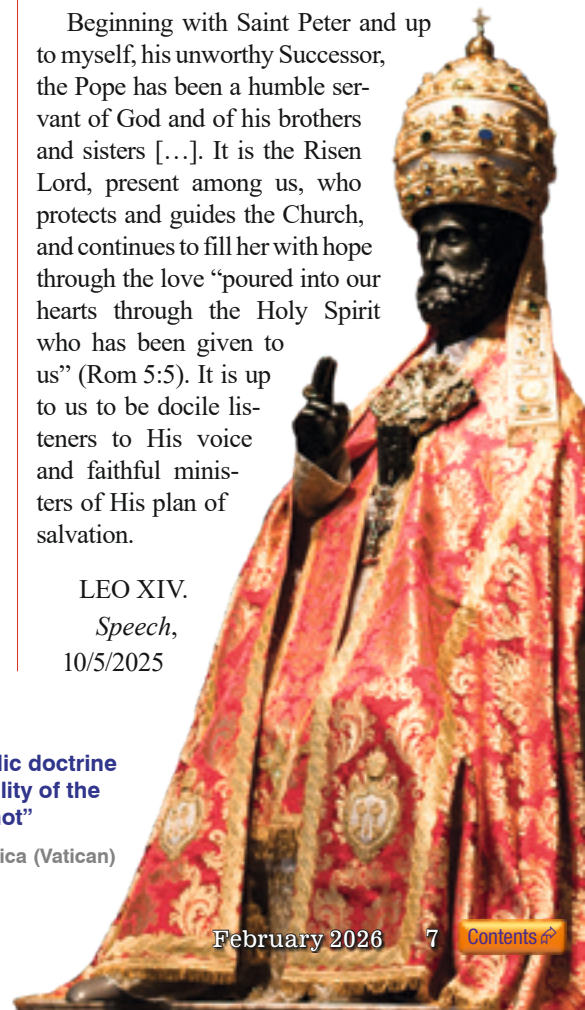 Beginning with Saint Peter and up
to myself, his unworthy Successor,
the Pope has been a humble ser-
vant of God and of his brothers
and sisters […]. It is the Risen
Lord, present among us, who
protects and guides the Church,
and continues to fill her with hope
through the love “poured into our
hearts through the Holy Spirit
who has been given to
us” (Rom 5:5). It is up
to us to be docile lis-
teners to His voice
and faithful minis-
ters of His plan of
salvation.
LEO XIV.
Speech,
10/5/2025
lic doctrine
lity of the
not”
ica (Vatican)
February 2026 7 Contents